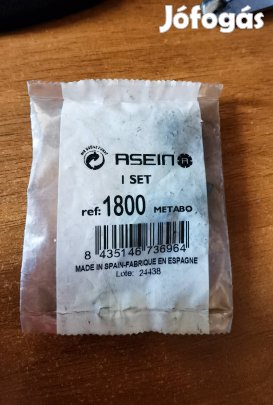 Jófogás
ASEIN
1 SET
ref: 1800 METABO
8 435146 736964
MADE IN SPAIN-FABRIQUE EN ESPAGNE
Lote: 24438